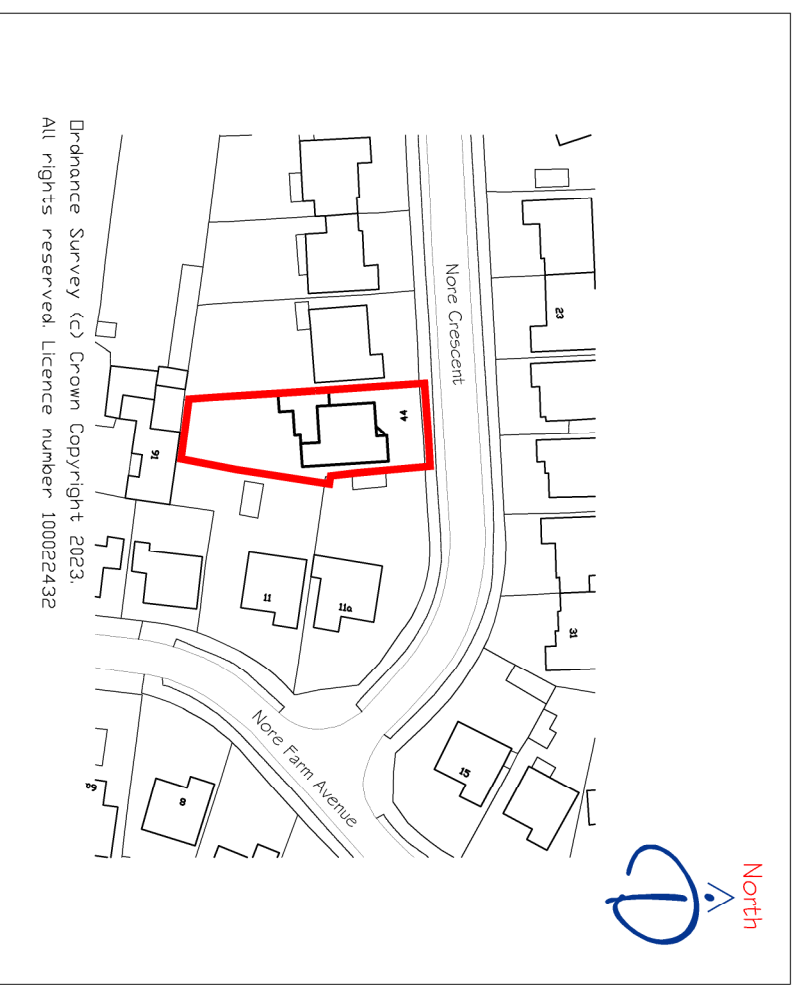 North
23
31
Nore Crescent
15
44
11a
11
Nore Farm Avenue
8
Ordnance Survey (c) Crown Copyright 2023.
All rights reserved. Licence number 100022432